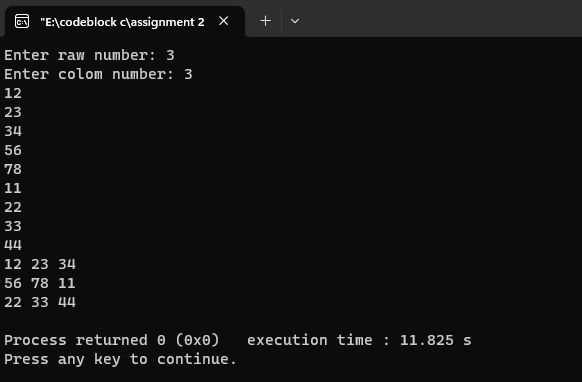 "E:\codeblock c\assignment 2
Enter raw number: 3
Enter colom number: 3
12
23
34
56
78
11
22
33
44
12 23 34
56 78 11
22 33 44
Process returned 0 (0x0)   execution time : 11.825 s
Press any key to continue.